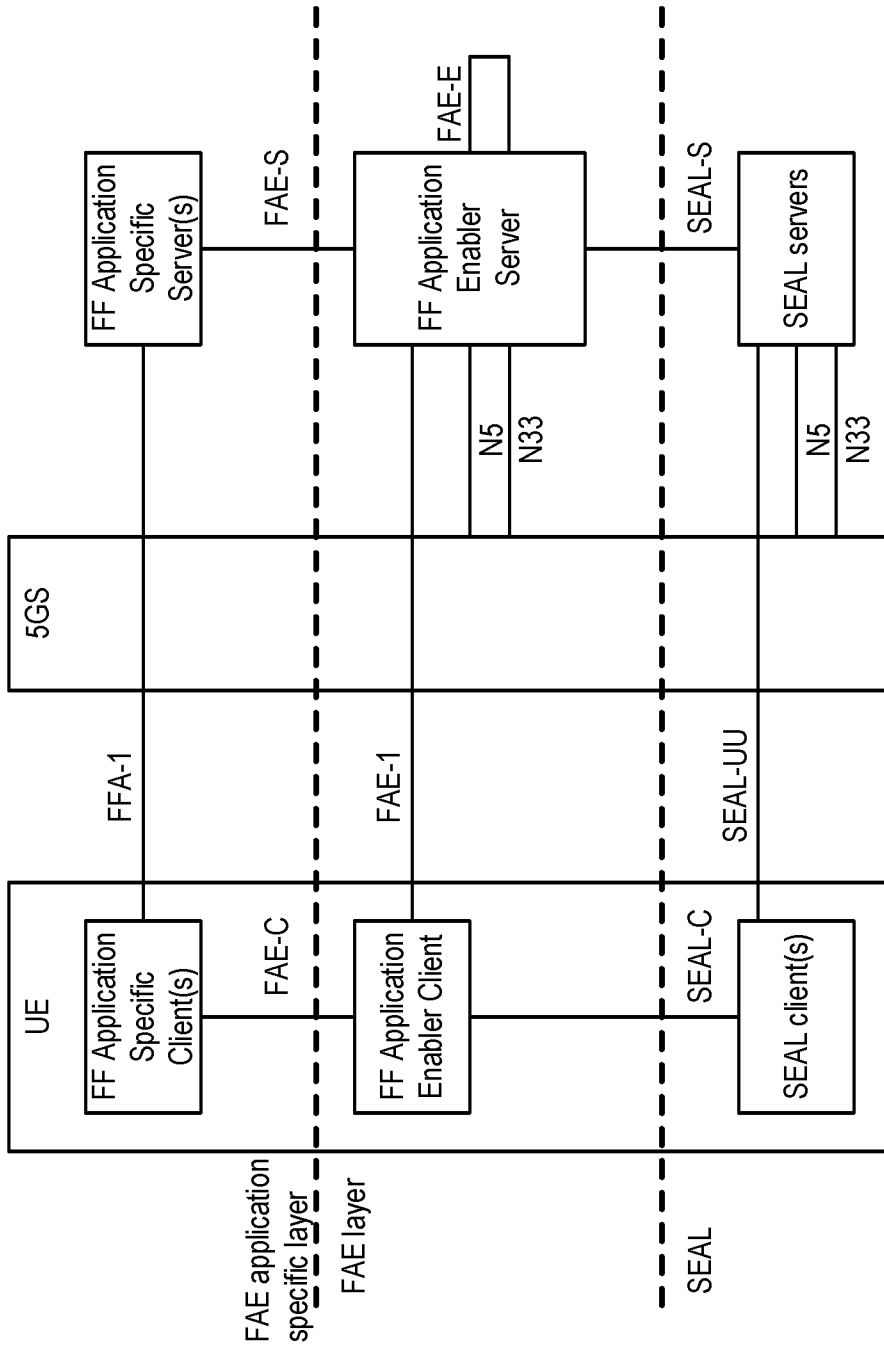 UE
5GS
FF Application
Specific
Client(s)
FFA-1
FF Application
Specific
Server(s)
FAE application
specific layer
FAE-C
FAE-S
FAE layer
FF Application
Enabler Client
FAE-1
N5
N33
FF Application
Enabler
Server
FAE-E
SEAL
SEAL-C
SEAL-UU
SEAL-S
SEAL client(s)
N5
N33
SEAL servers